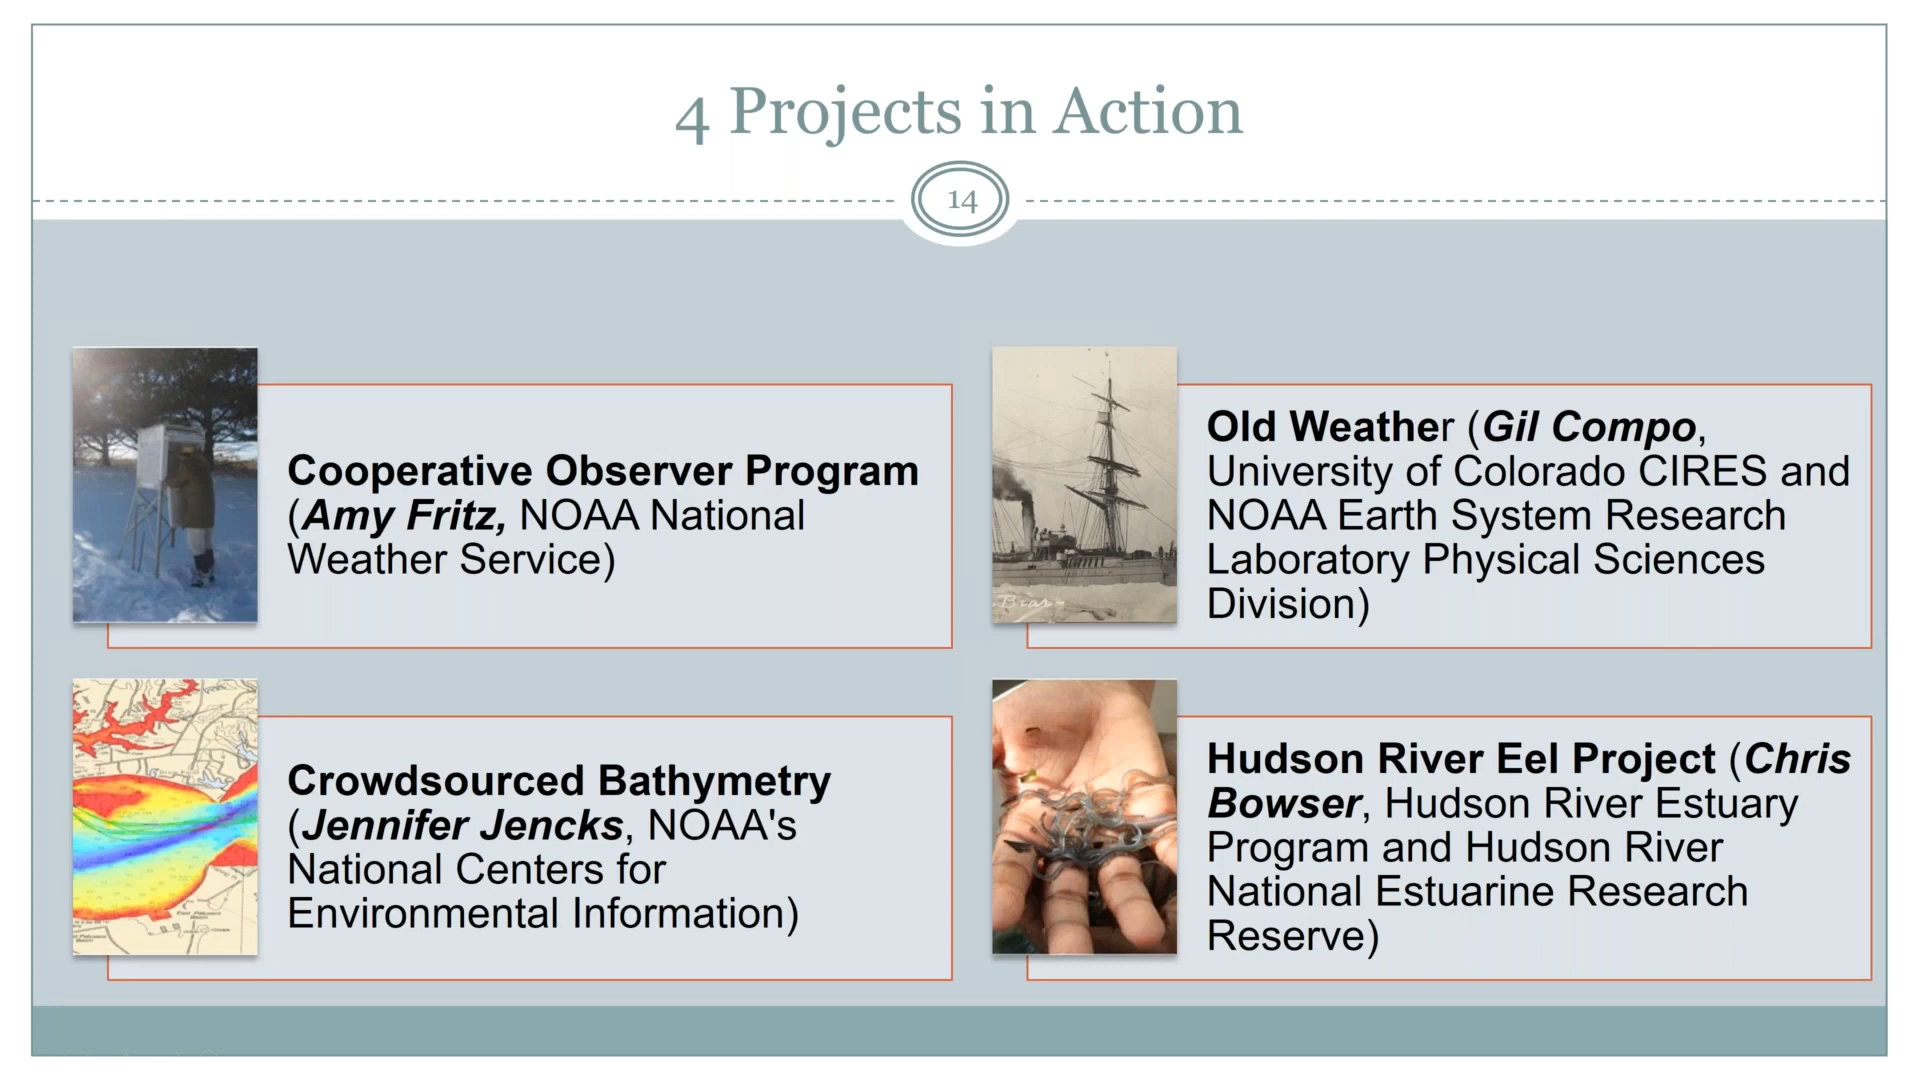 4 Projects in Action
14
Cooperative Observer Program
(Amy Fritz, NOAA National
Weather Service)
Old Weather (Gil Compo,
University of Colorado CIRES and
NOAA Earth System Research
Laboratory Physical Sciences
Division)
Bear
Crowdsourced Bathymetry
(Jennifer Jencks, NOAA's
National Centers for
Environmental Information)
Hudson River Eel Project (Chris
Bowser, Hudson River Estuary
Program and Hudson River
National Estuarine Research
Reserve)